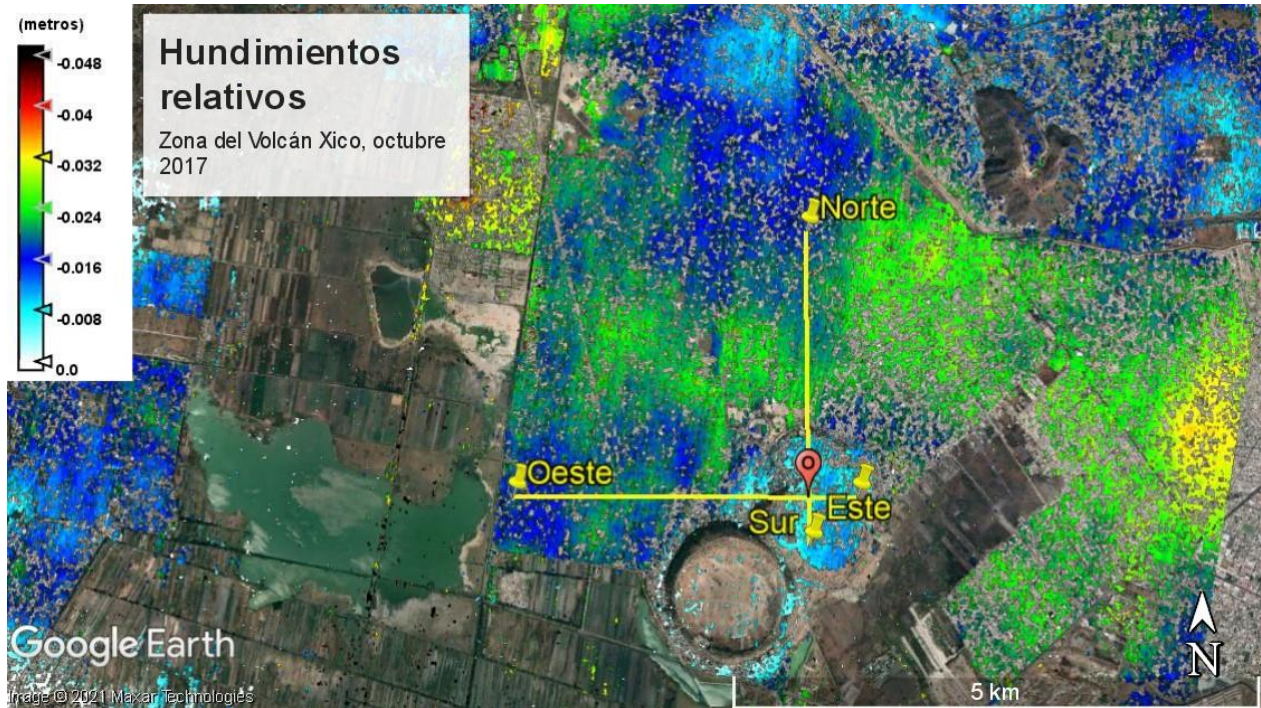 (metros)
-0.048
-0.04
-0.032
-0.024
-0.016
-0.008
0.0
Hundimientos
relativos
Zona del Volcán Xico, octubre
2017
Norte
Oeste
Este
Sur
O
Google Earth
Image © 2021 Maxar Technologies
N
5 km